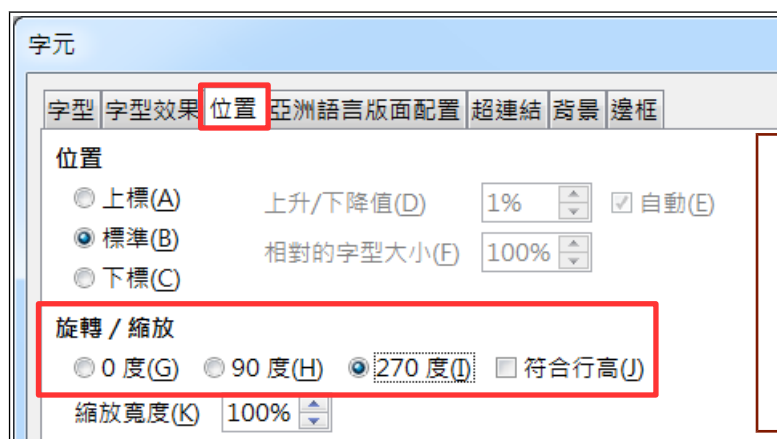 字元
字型 字型效果 位置 亞洲語言版面配置 超連結 背景 邊框
位置
上標(A) 上升/下降值(D) 1% 自動(E)
標準(B) 相對的字型大小(F) 100%
下標(C)
旋轉 / 縮放
0 度(G) 90 度(H) 270 度(I) 符合行高(J)
縮放寬度(K) 100%